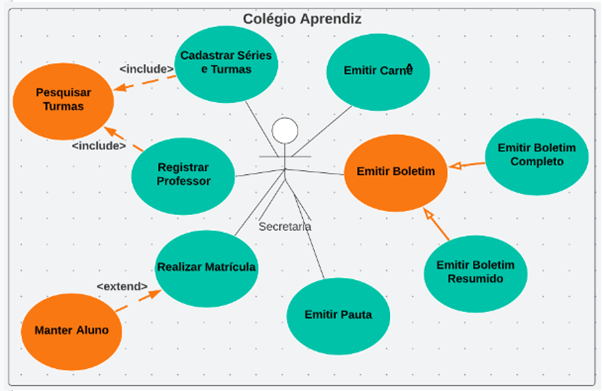 Colégio Aprendiz
Cadastrar Séries
e Turmas
Emitir Carnê
<include>
Pesquisar
Turmas
<include>
Registrar
Professor
Emitir Boletim
Emitir Boletim
Completo
Secretaria
Realizar Matrícula
Emitir Boletim
Resumido
<extend>
Manter Aluno
Emitir Pauta